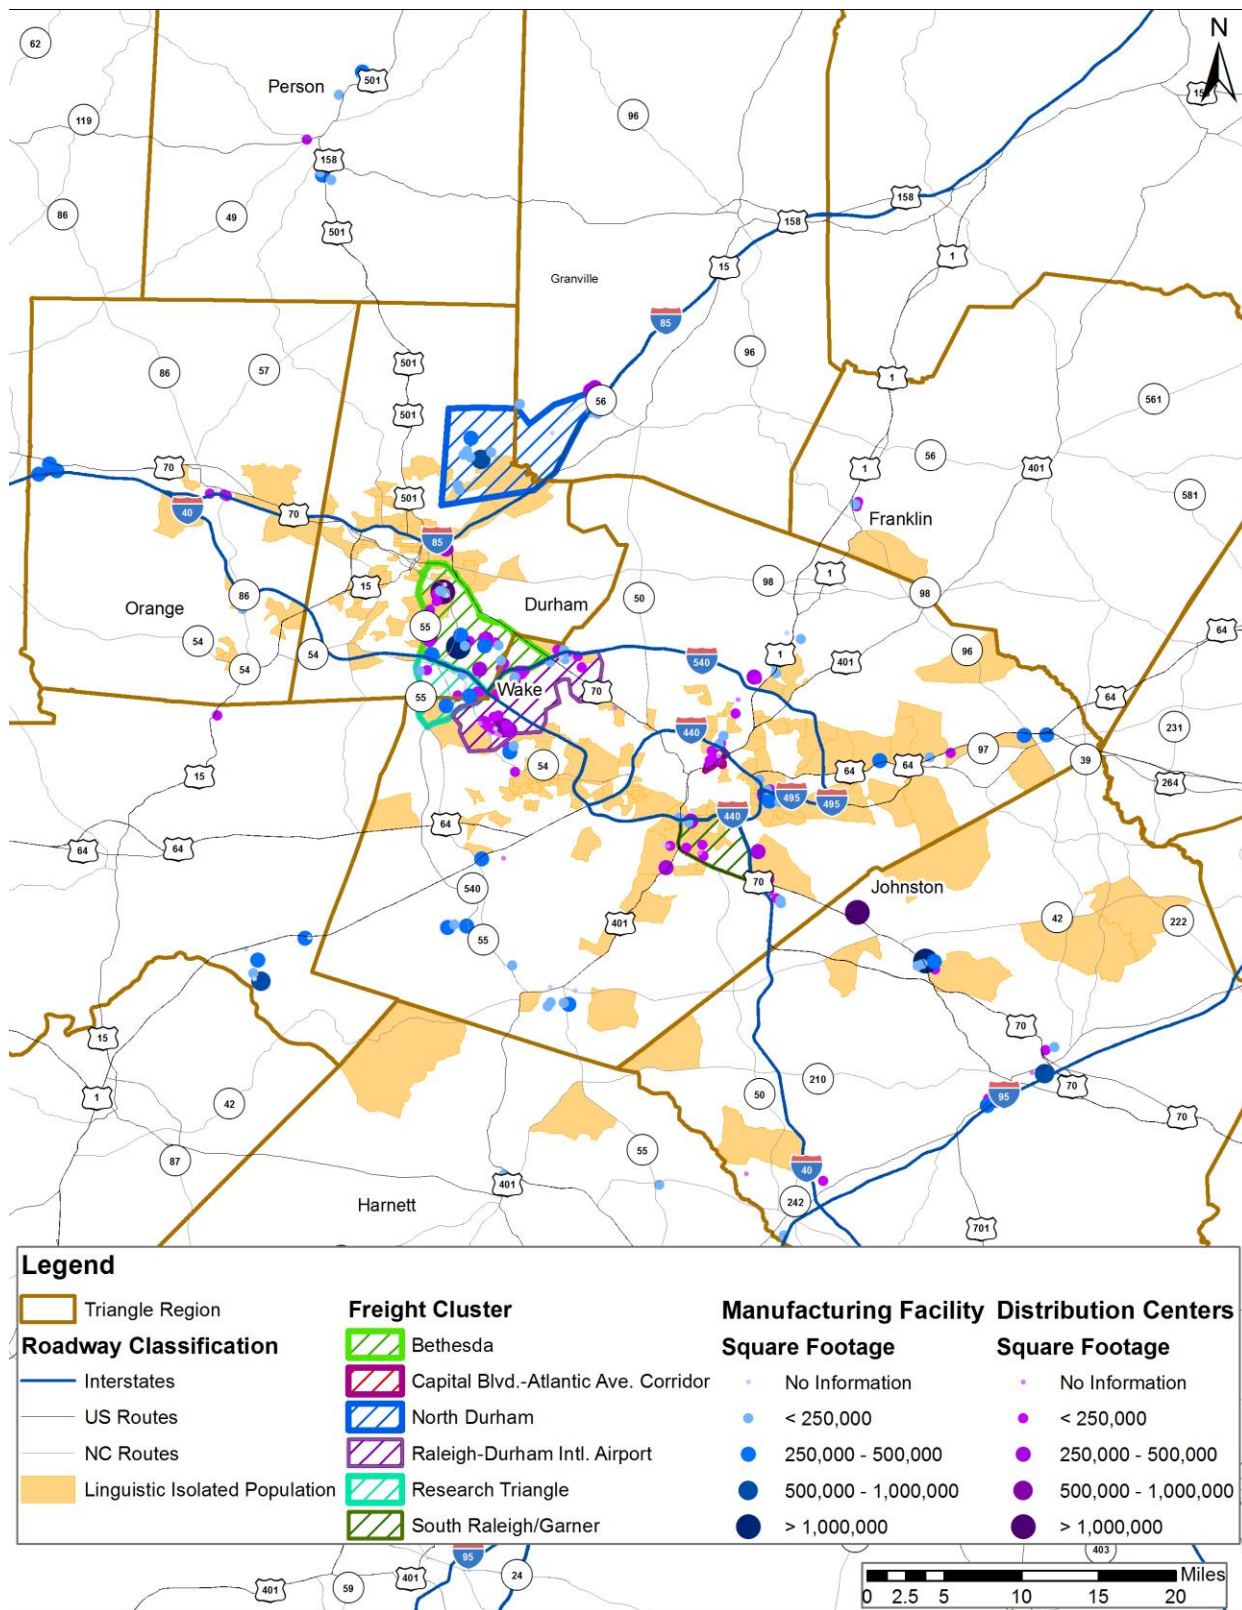 N
62
Person
501
15
119
96
158
86
49
501
158
158
1
15
Granville
85
96
501
86
57
1
561
501
56
70
56
401
1
581
501
40
70
Franklin
85
98
1
15
86
50
98
Orange
Durham
55
54
54
54
96
64
1
401
540
55
Wake
70
64
231
440
97
54
64
64
39
264
15
495
495
440
64
64
64
540
70
Johnston
42
222
401
55
15
70
1
42
210
70
50
95
70
87
55
40
401
242
Harnett
701
Legend
Triangle Region
Roadway Classification
Interstates
US Routes
NC Routes
Linguistic Isolated Population
Freight Cluster
Bethesda
Capital Blvd.-Atlantic Ave. Corridor
North Durham
Raleigh-Durham Intl. Airport
Research Triangle
South Raleigh/Garner
Manufacturing Facility
Square Footage
No Information
< 250,000
250,000 - 500,000
500,000 - 1,000,000
> 1,000,000
Distribution Centers
Square Footage
No Information
< 250,000
250,000 - 500,000
500,000 - 1,000,000
> 1,000,000
95
401
59
401
24
403
Miles
0 2.5 5 10 15 20